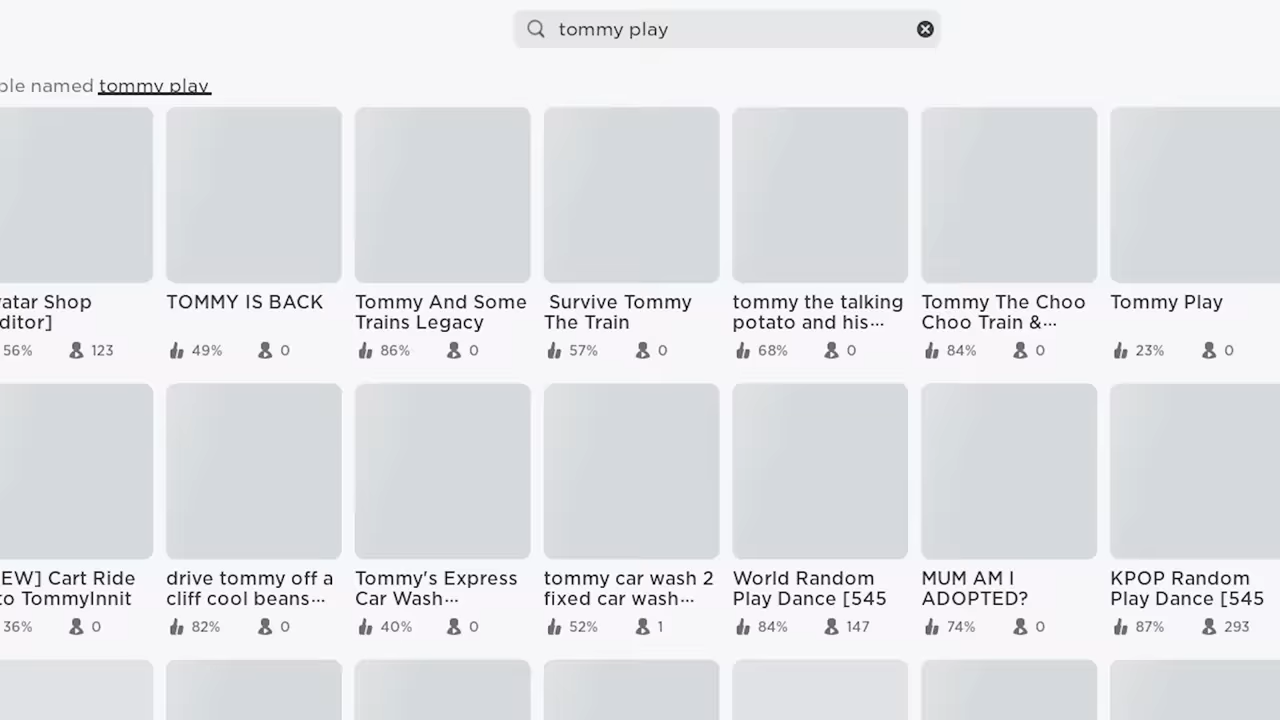 tommy play
ple named tommy play
vatar Shop
ditor]
56% 123
TOMMY IS BACK
49% 0
Tommy And Some
Trains Legacy
86% 0
Survive Tommy
The Train
57% 0
tommy the talking
potato and his...
68% 0
Tommy The Choo
Choo Train &...
84% 0
Tommy Play
23% 0
EW] Cart Ride
to TommyInnit
36% 0
drive tommy off a
cliff cool beans...
82% 0
Tommy's Express
Car Wash...
40% 0
tommy car wash 2
fixed car wash...
52% 1
World Random
Play Dance [545
84% 147
MUM AM I
ADOPTED?
74% 0
KPOP Random
Play Dance [545
87% 293